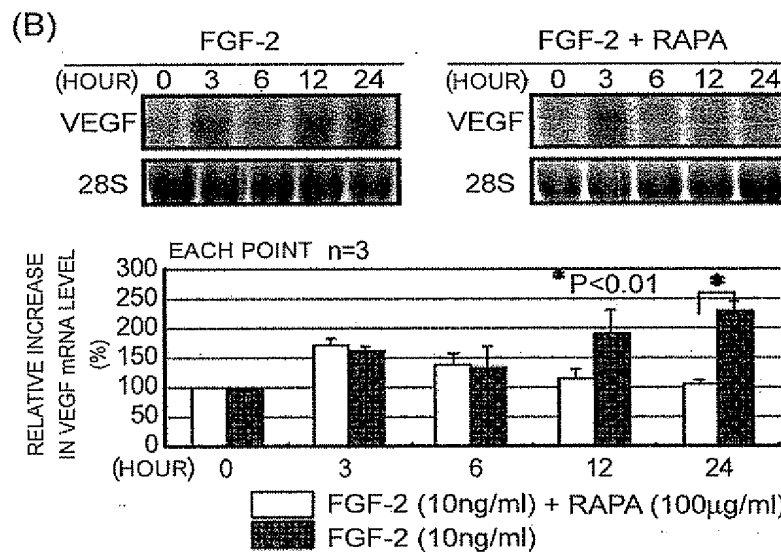 (B)
FGF-2 FGF-2 + RAPA
(HOUR) 0 3 6 12 24 (HOUR) 0 3 6 12 24
VEGF VEGF
28S 28S
EACH POINT n=3
RELATIVE INCREASE
IN VEGF mRNA LEVEL
(%)
300
250
200
150
100
50
0
* P<0.01 *
(HOUR) 0 3 6 12 24
FGF-2 (10ng/ml) + RAPA (100μg/ml)
FGF-2 (10ng/ml)